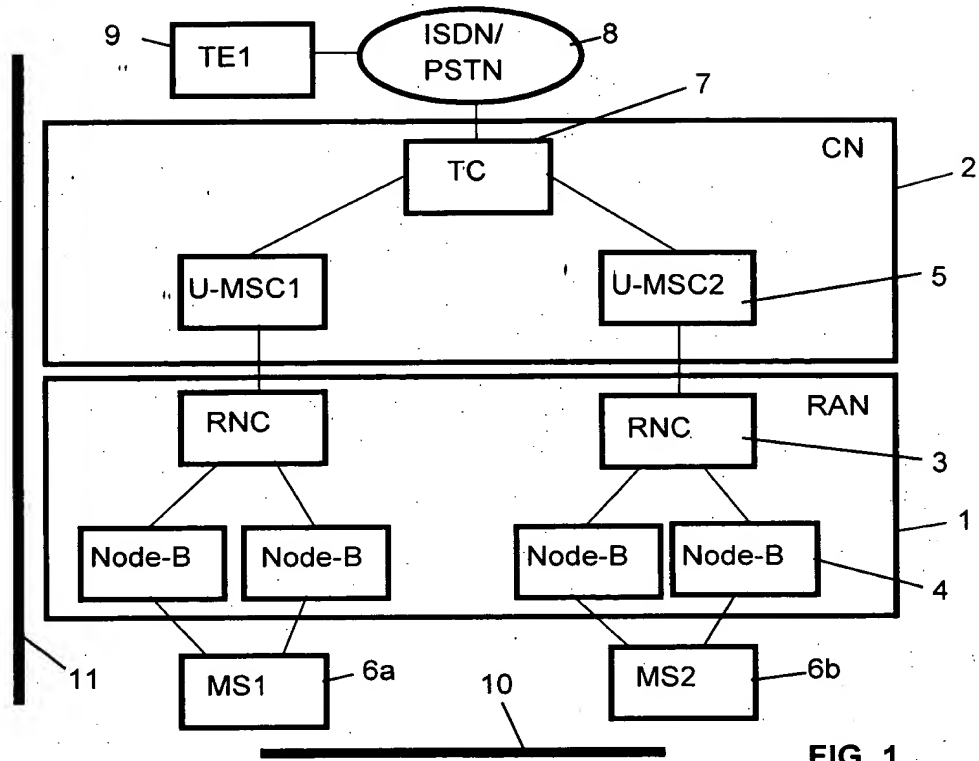 9
TE1
ISDN/
PSTN
8
7
CN
TC
2
U-MSC1
U-MSC2
5
RAN
RNC
RNC
3
1
Node-B
Node-B
Node-B
Node-B
4
11
MS1
6a
10
MS2
6b
FIG. 1